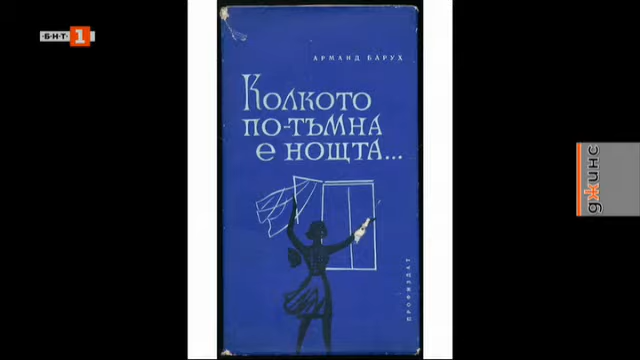 БНТ 1
АРМАНД БАРУХ
Колкото
по-тъмна
е нощта...
ПРОФИЗДАТ
джинс